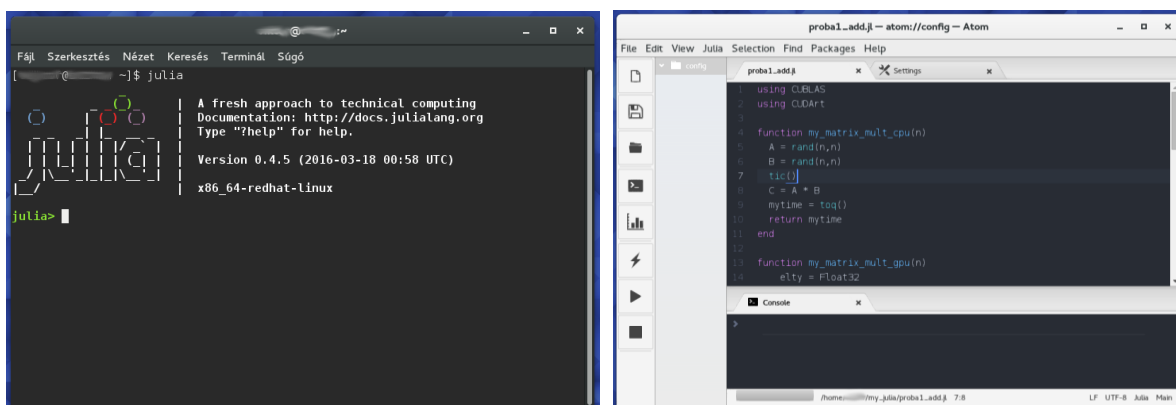 @ :~
Fájl Szerkesztés Nézet Keresés Terminál Súgó
[ @ ~]$ julia
A fresh approach to technical computing
Documentation: http://docs.julialang.org
Type "?help" for help.
Version 0.4.5 (2016-03-18 00:58 UTC)
x86_64-redhat-linux
julia>
proba1_add.jl — atom://config — Atom
File Edit View Julia Selection Find Packages Help
config
proba1_add.jl Settings
1 using CUBLAS
2 using CUDArt
3
4 function my_matrix_mult_cpu(n)
5 A = rand(n,n)
6 B = rand(n,n)
7 tic()
8 C = A * B
9 mytime = toq()
10 return mytime
11 end
12
13 function my_matrix_mult_gpu(n)
14 elty = Float32
Console
>
/home/ /my_julia/proba1_add.jl 7:8 LF UTF-8 Julia Main